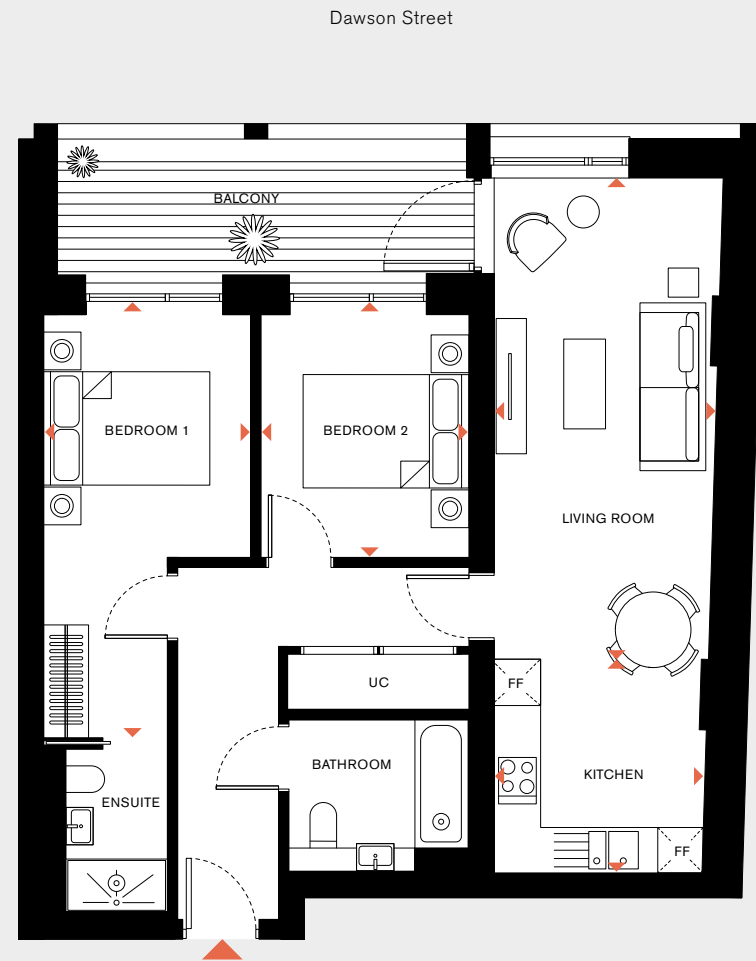 Dawson Street
BALCONY
BEDROOM 1
BEDROOM 2
LIVING ROOM
UC
FF
BATHROOM
KITCHEN
ENSUITE
FF